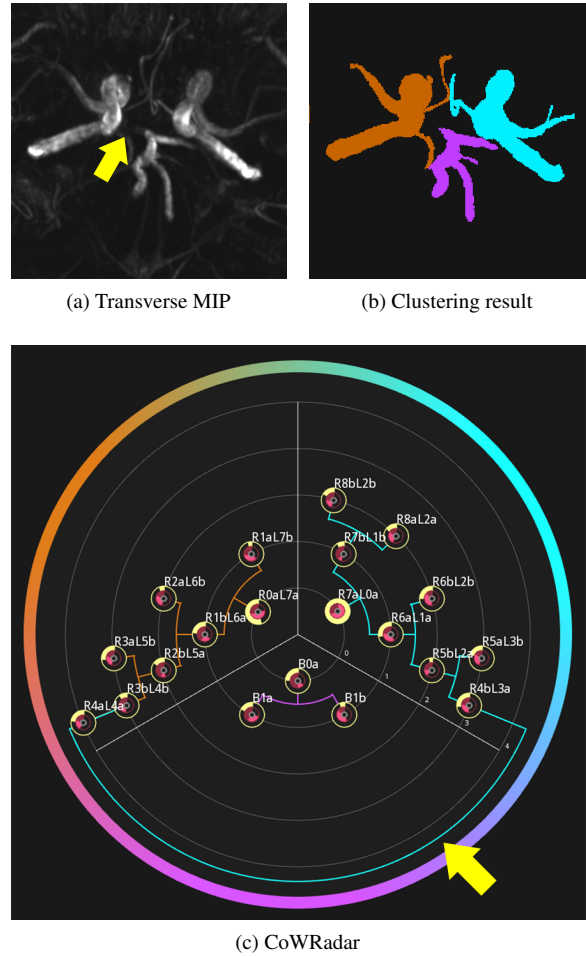 (a) Transverse MIP
(b) Clustering result
R8bL2b
R8aL2a
R1bL7b
R7bL1b
R2aL6b
R6bL2b
R0aL7a
R7aL0a
R1bL6a
R6aL1a
R3aL5b
R2bL5a
R5bL2a
R5aL3b
0
B0a
1
R3bL4b
R4bL3a
2
R4aL4a
B1a
B1b
3
4
(c) CoWRadar